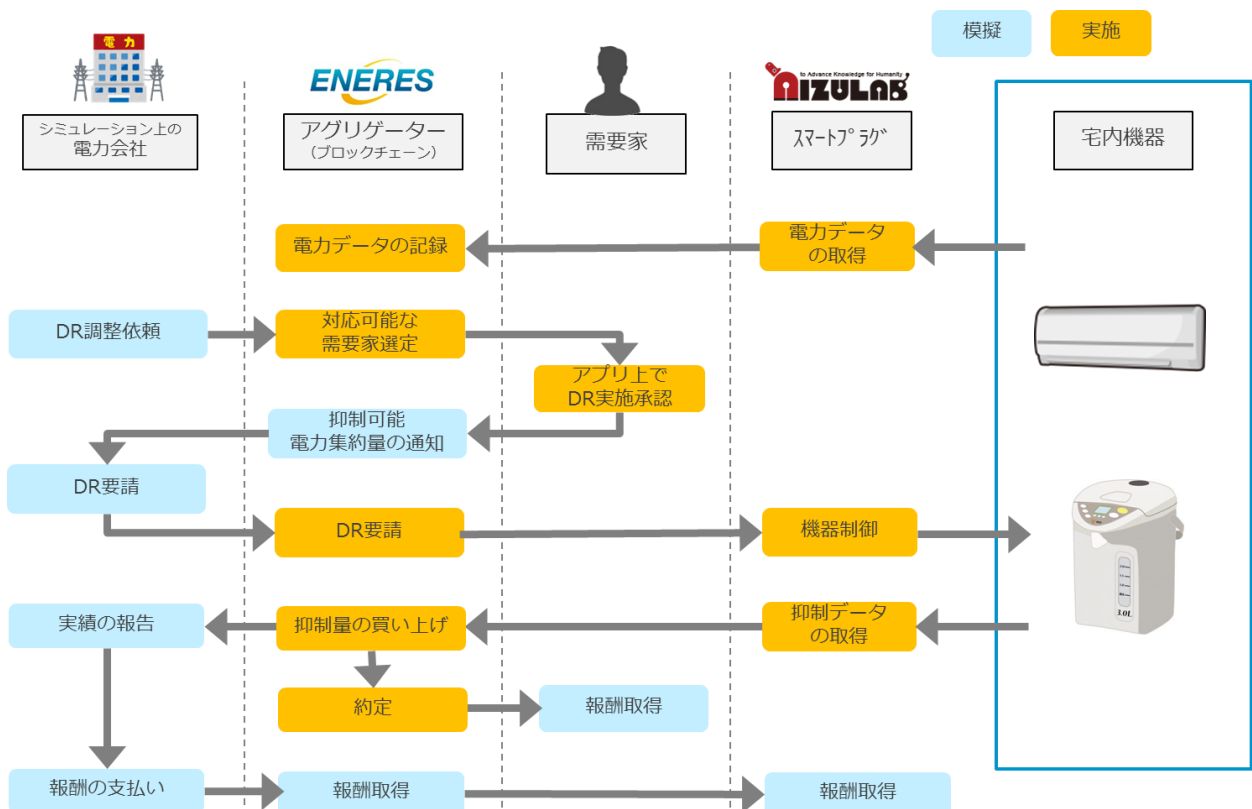 模擬
実施
電力
ENERES
to Advance Knowledge for Humanity
AIZULAB
シミュレーション上の
電力会社
アグリゲーター
(ブロックチェーン)
需要家
ｽﾏｰﾄﾌﾟﾗｸﾞ
宅内機器
電力データの記録
電力データ
の取得
DR調整依頼
対応可能な
需要家選定
アプリ上で
DR実施承認
抑制可能
電力集約量の通知
DR要請
DR要請
機器制御
3.0L
実績の報告
抑制量の買い上げ
抑制データ
の取得
約定
報酬取得
報酬の支払い
報酬取得
報酬取得